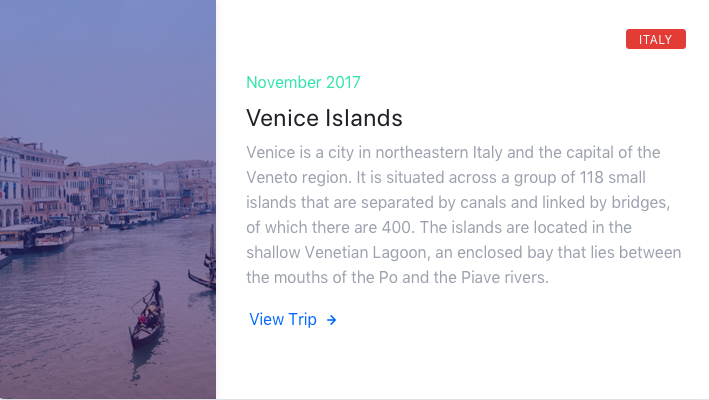 ITALY
November 2017
Venice Islands
Venice is a city in northeastern Italy and the capital of the
Veneto region. It is situated across a group of 118 small
islands that are separated by canals and linked by bridges,
of which there are 400. The islands are located in the
shallow Venetian Lagoon, an enclosed bay that lies between
the mouths of the Po and the Piave rivers.
View Trip →